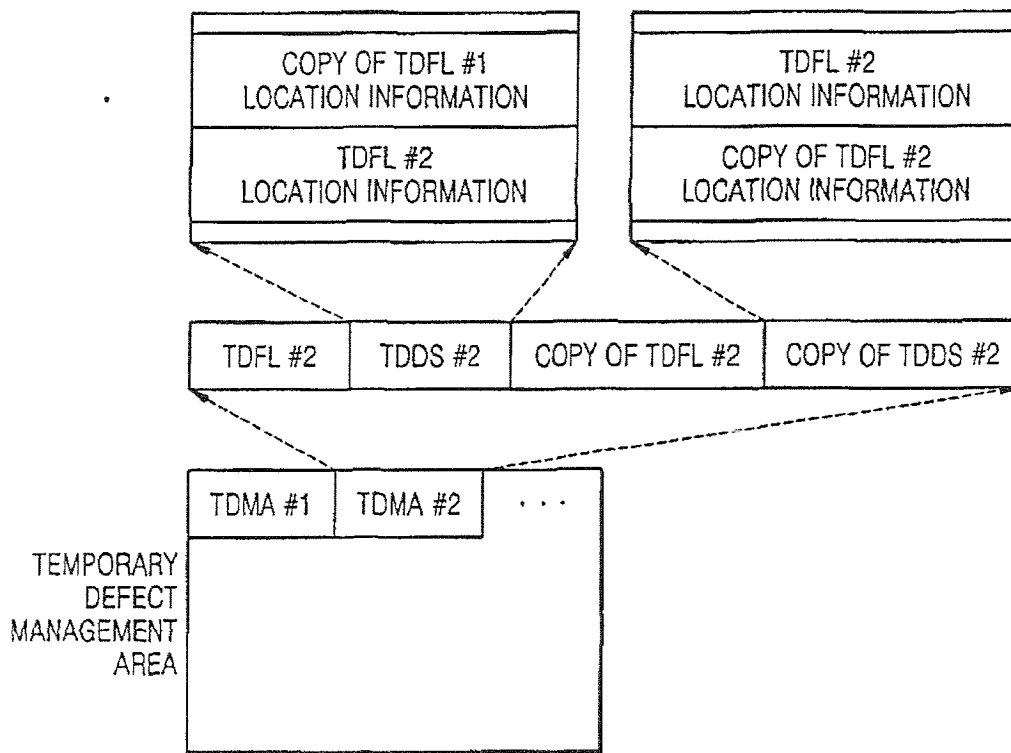 COPY OF TDFL #1
LOCATION INFORMATION
TDFL #2
LOCATION INFORMATION
TDFL #2
LOCATION INFORMATION
COPY OF TDFL #2
LOCATION INFORMATION
TDFL #2
TDDS #2
COPY OF TDFL #2
COPY OF TDDS #2
TDMA #1
TDMA #2
. . .
TEMPORARY
DEFECT
MANAGEMENT
AREA